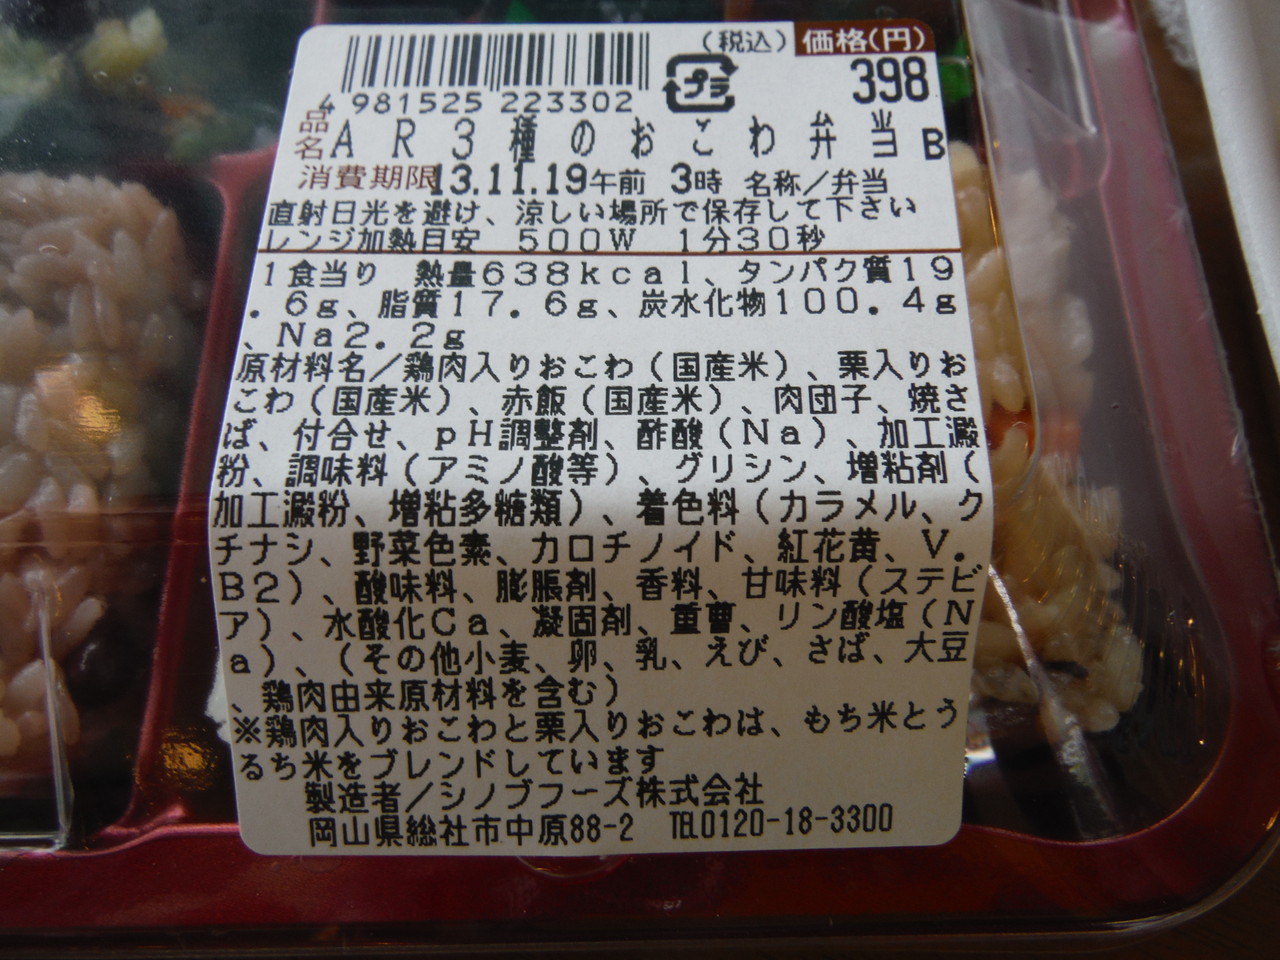 (税込) 価格(円)
プラ 398
4 981525 223302
品名 AR3種のおこわ弁当B
消費期限13.11.19午前 3時 名称/弁当
直射日光を避け、涼しい場所で保存して下さい
レンジ加熱目安 500W 1分30秒
1食当り 熱量638kcal、タンパク質19
.6g、脂質17.6g、炭水化物100.4g
、Na2.2g
原材料名/鶏肉入りおこわ(国産米)、栗入りお
こわ(国産米)、赤飯(国産米)、肉団子、焼さ
ば、付合せ、pH調整剤、酢酸(Na)、加工澱
粉、調味料(アミノ酸等)、グリシン、増粘剤(
加工澱粉、増粘多糖類)、着色料(カラメル、ク
チナシ、野菜色素、カロチノイド、紅花黄、V.
B2)、酸味料、膨脹剤、香料、甘味料(ステビ
ア)、水酸化Ca、凝固剤、重曹、リン酸塩(N
a)、(その他小麦、卵、乳、えび、さば、大豆
、鶏肉由来原材料を含む)
※鶏肉入りおこわと栗入りおこわは、もち米とう
るち米をブレンドしています
製造者/シノブフーズ株式会社
岡山県総社市中原88-2 TEL0120-18-3300